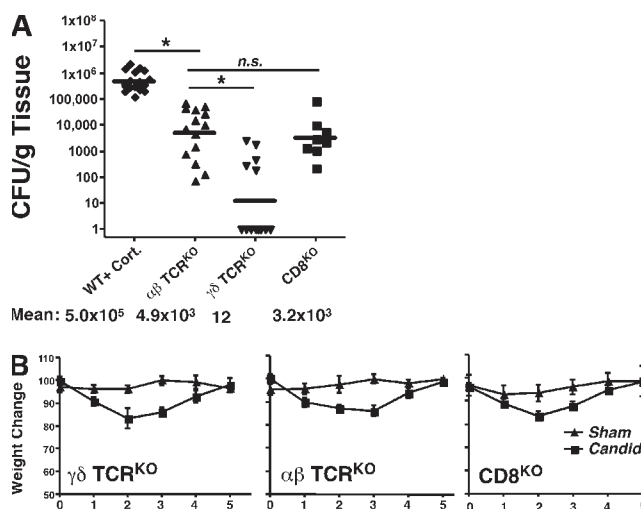 A
CFU/g Tissue
1x10⁸
1x10⁷
1x10⁶
100,000
10,000
1000
100
10
1
*
*
n.s.
WT+ Cort.
αβ TCRᴷᴼ
γδ TCRᴷᴼ
CD8ᴷᴼ
Mean: 5.0x10⁵ 4.9x10³ 12 3.2x10³
B
Weight Change
110
100
90
80
70
60
50
γδ TCRᴷᴼ
αβ TCRᴷᴼ
CD8ᴷᴼ
Sham
Candid
0 1 2 3 4 5
0 1 2 3 4 5
0 1 2 3 4